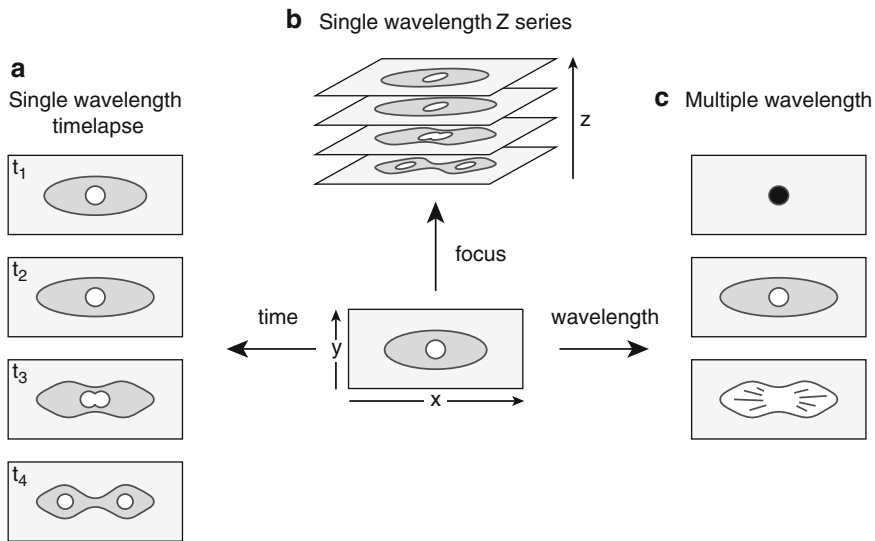 b Single wavelength Z series
a
Single wavelength
timelapse
z
c Multiple wavelength
t1
t2
t3
t4
focus
time
wavelength
y
x